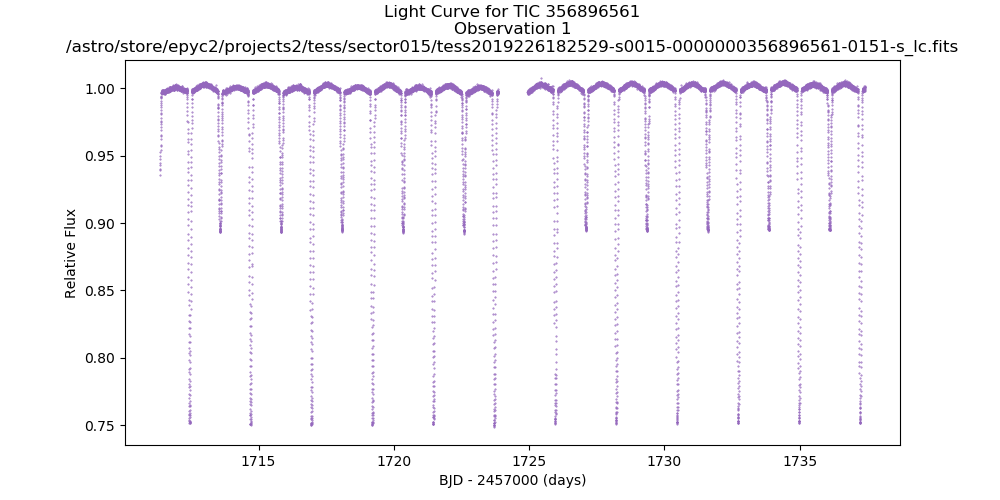 Light Curve for TIC 356896561
Observation 1
/astro/store/epyc2/projects2/tess/sector015/tess2019226182529-s0015-0000000356896561-0151-s_lc.fits
1.00
0.95
0.90
0.85
0.80
0.75
Relative Flux
1715
1720
1725
1730
1735
BJD - 2457000 (days)